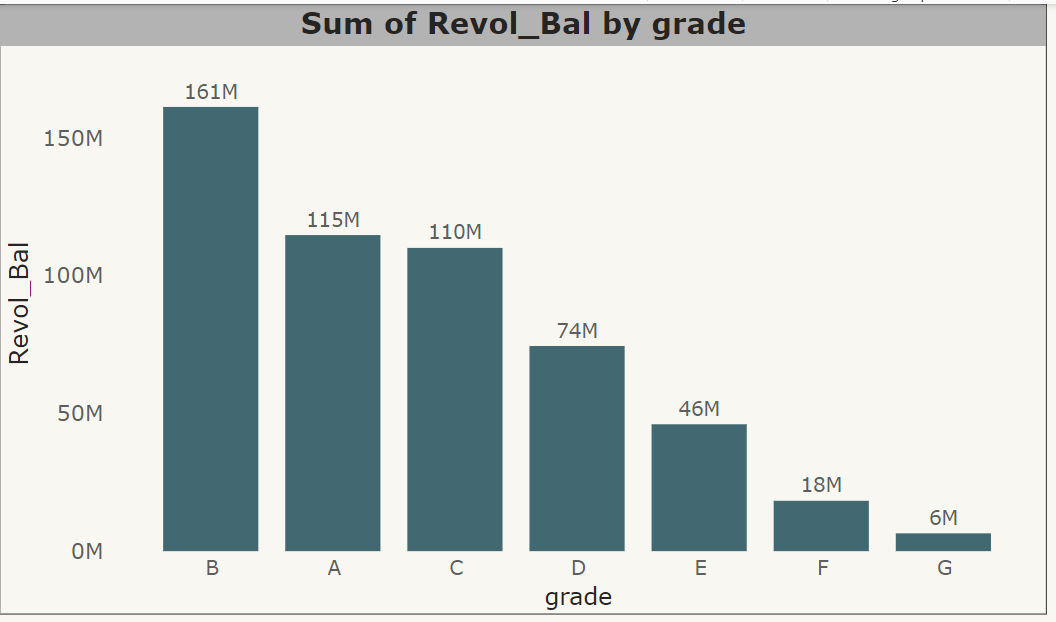 Sum of Revol_Bal by grade
161M
150M
115M
110M
Revol_Bal
100M
74M
50M
46M
18M
6M
0M
B A C D E F G
grade